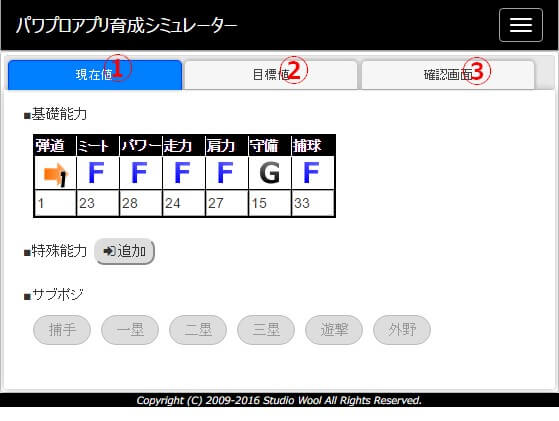 パワプロアプリ育成シミュレーター
現在値 1 目標値 2 確認画面 3
■基礎能力
弾道 ミート パワー 走力 肩力 守備 捕球
1 F F F F G F
1 23 28 24 27 15 33
■特殊能力 追加
■サブポジ
捕手 一塁 二塁 三塁 遊撃 外野
Copyright (C) 2009-2016 Studio Wool All Rights Reserved.